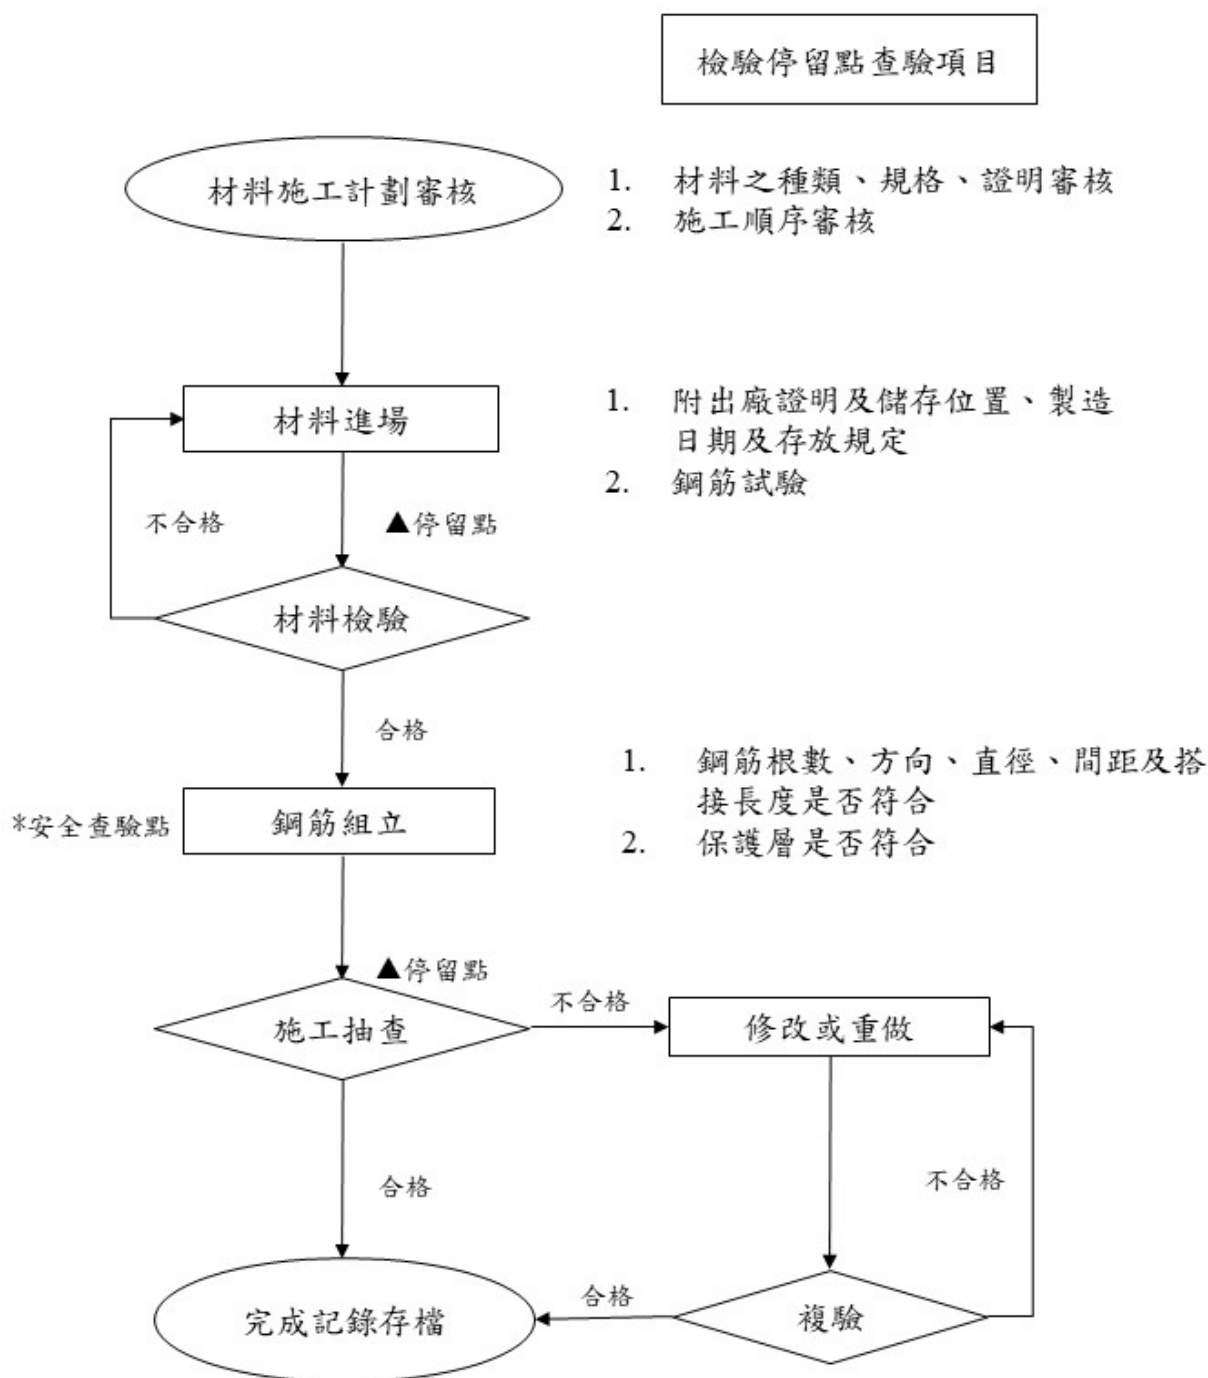 檢驗停留點查驗項目
材料施工計劃審核
1. 材料之種類、規格、證明審核
2. 施工順序審核
材料進場
1. 附出廠證明及儲存位置、製造
日期及存放規定
2. 鋼筋試驗
不合格
▲停留點
材料檢驗
合格
1. 鋼筋根數、方向、直徑、間距及搭
接長度是否符合
2. 保護層是否符合
*安全查驗點
鋼筋組立
▲停留點
施工抽查
不合格
修改或重做
合格
不合格
完成記錄存檔
合格
複驗